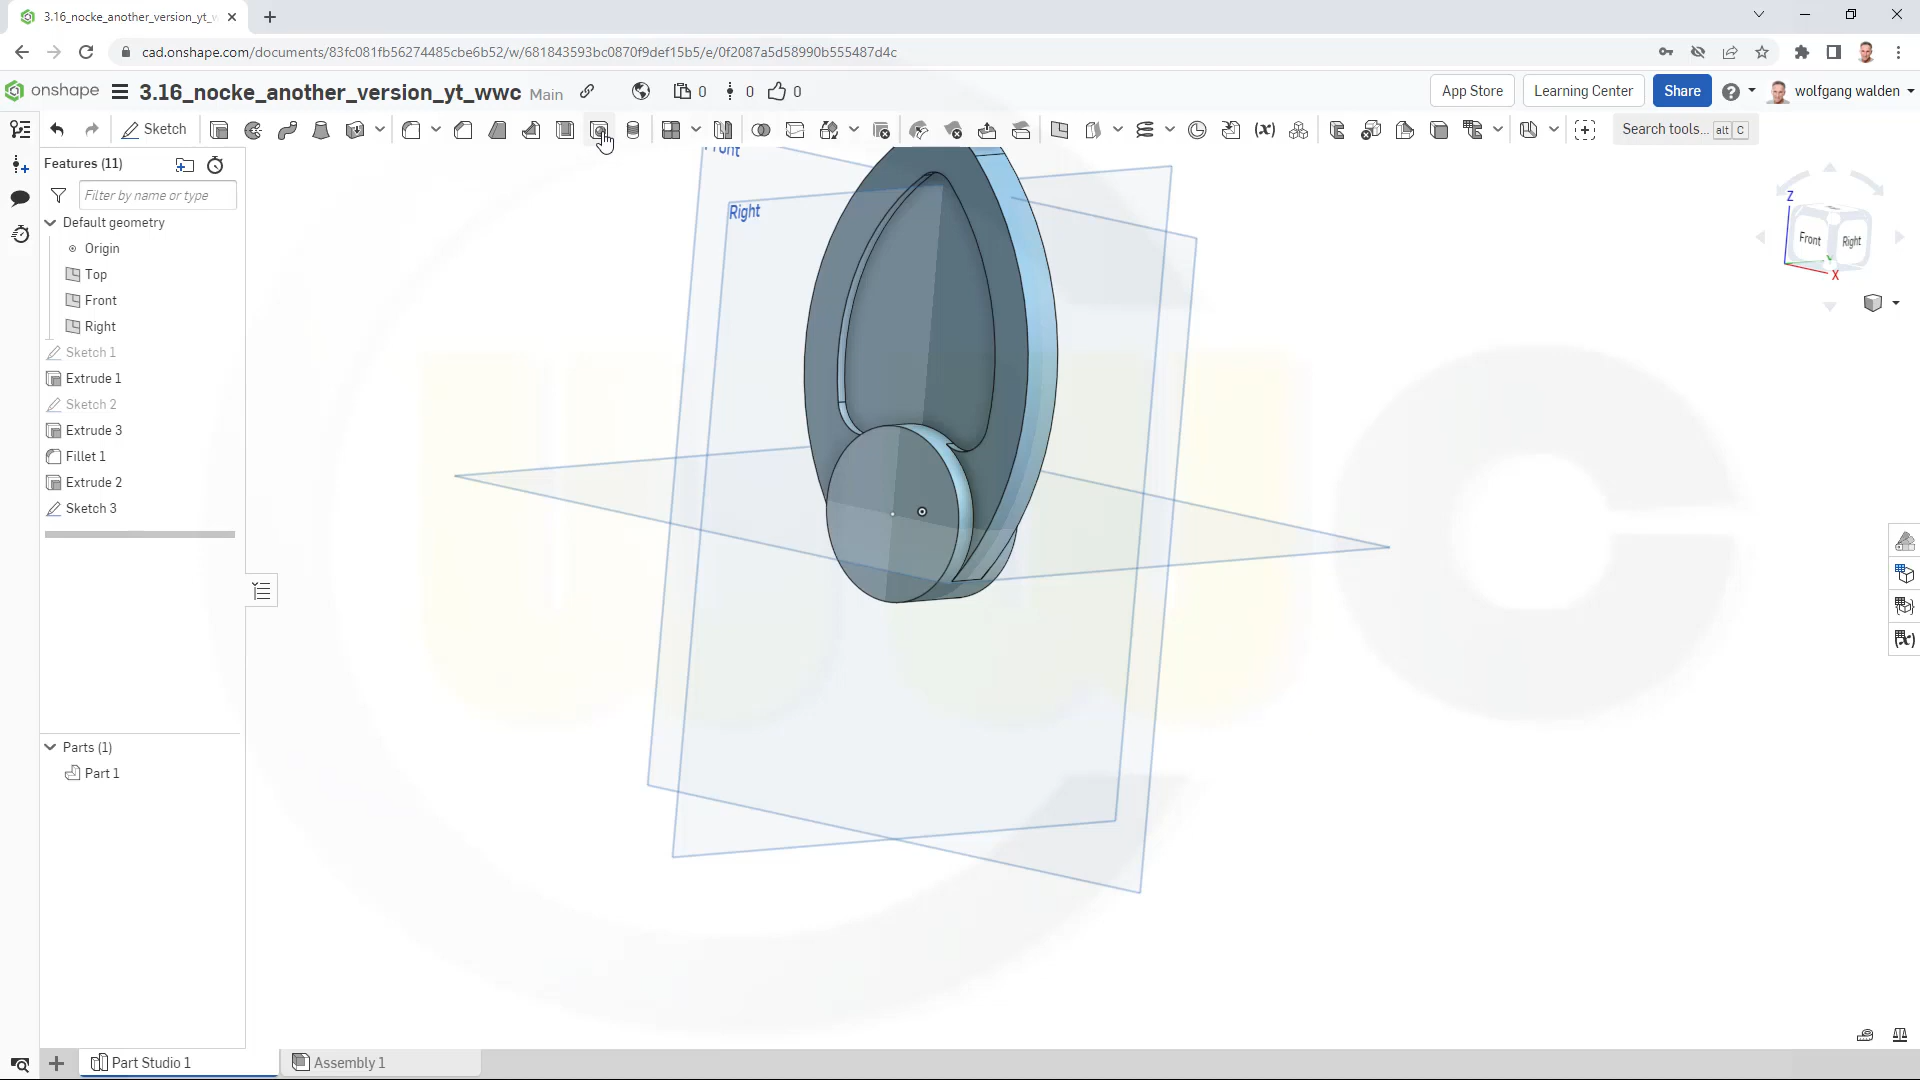 3.16_nocke_another_version_yt_w
cad.onshape.com/documents/83fc081fb56274485cbe6b52/w/681843593bc0870f9def15b5/e/0f2087a5d58990b555487d4c
onshape
3.16_nocke_another_version_yt_wwc Main 0 0 0
App Store
Learning Center
Share
wolfgang walden
Sketch
Search tools... alt C
Features (11)
Filter by name or type
Default geometry
Origin
Top
Front
Right
Sketch 1
Extrude 1
Sketch 2
Extrude 3
Fillet 1
Extrude 2
Sketch 3
Parts (1)
Part 1
Front
Right
Z
Front
Right
X
Part Studio 1
Assembly 1